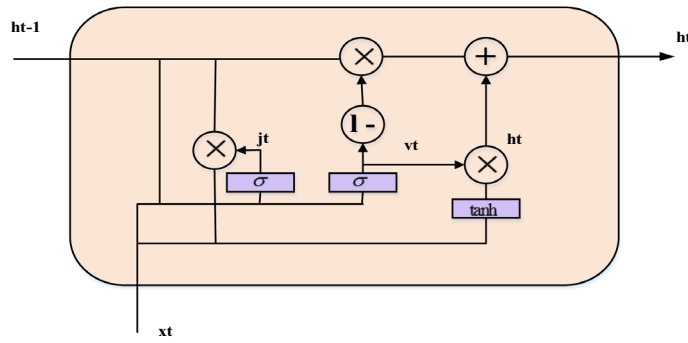 ht-1
ht
×
+
1 -
jt
vt
ht
×
×
σ
σ
tanh
xt